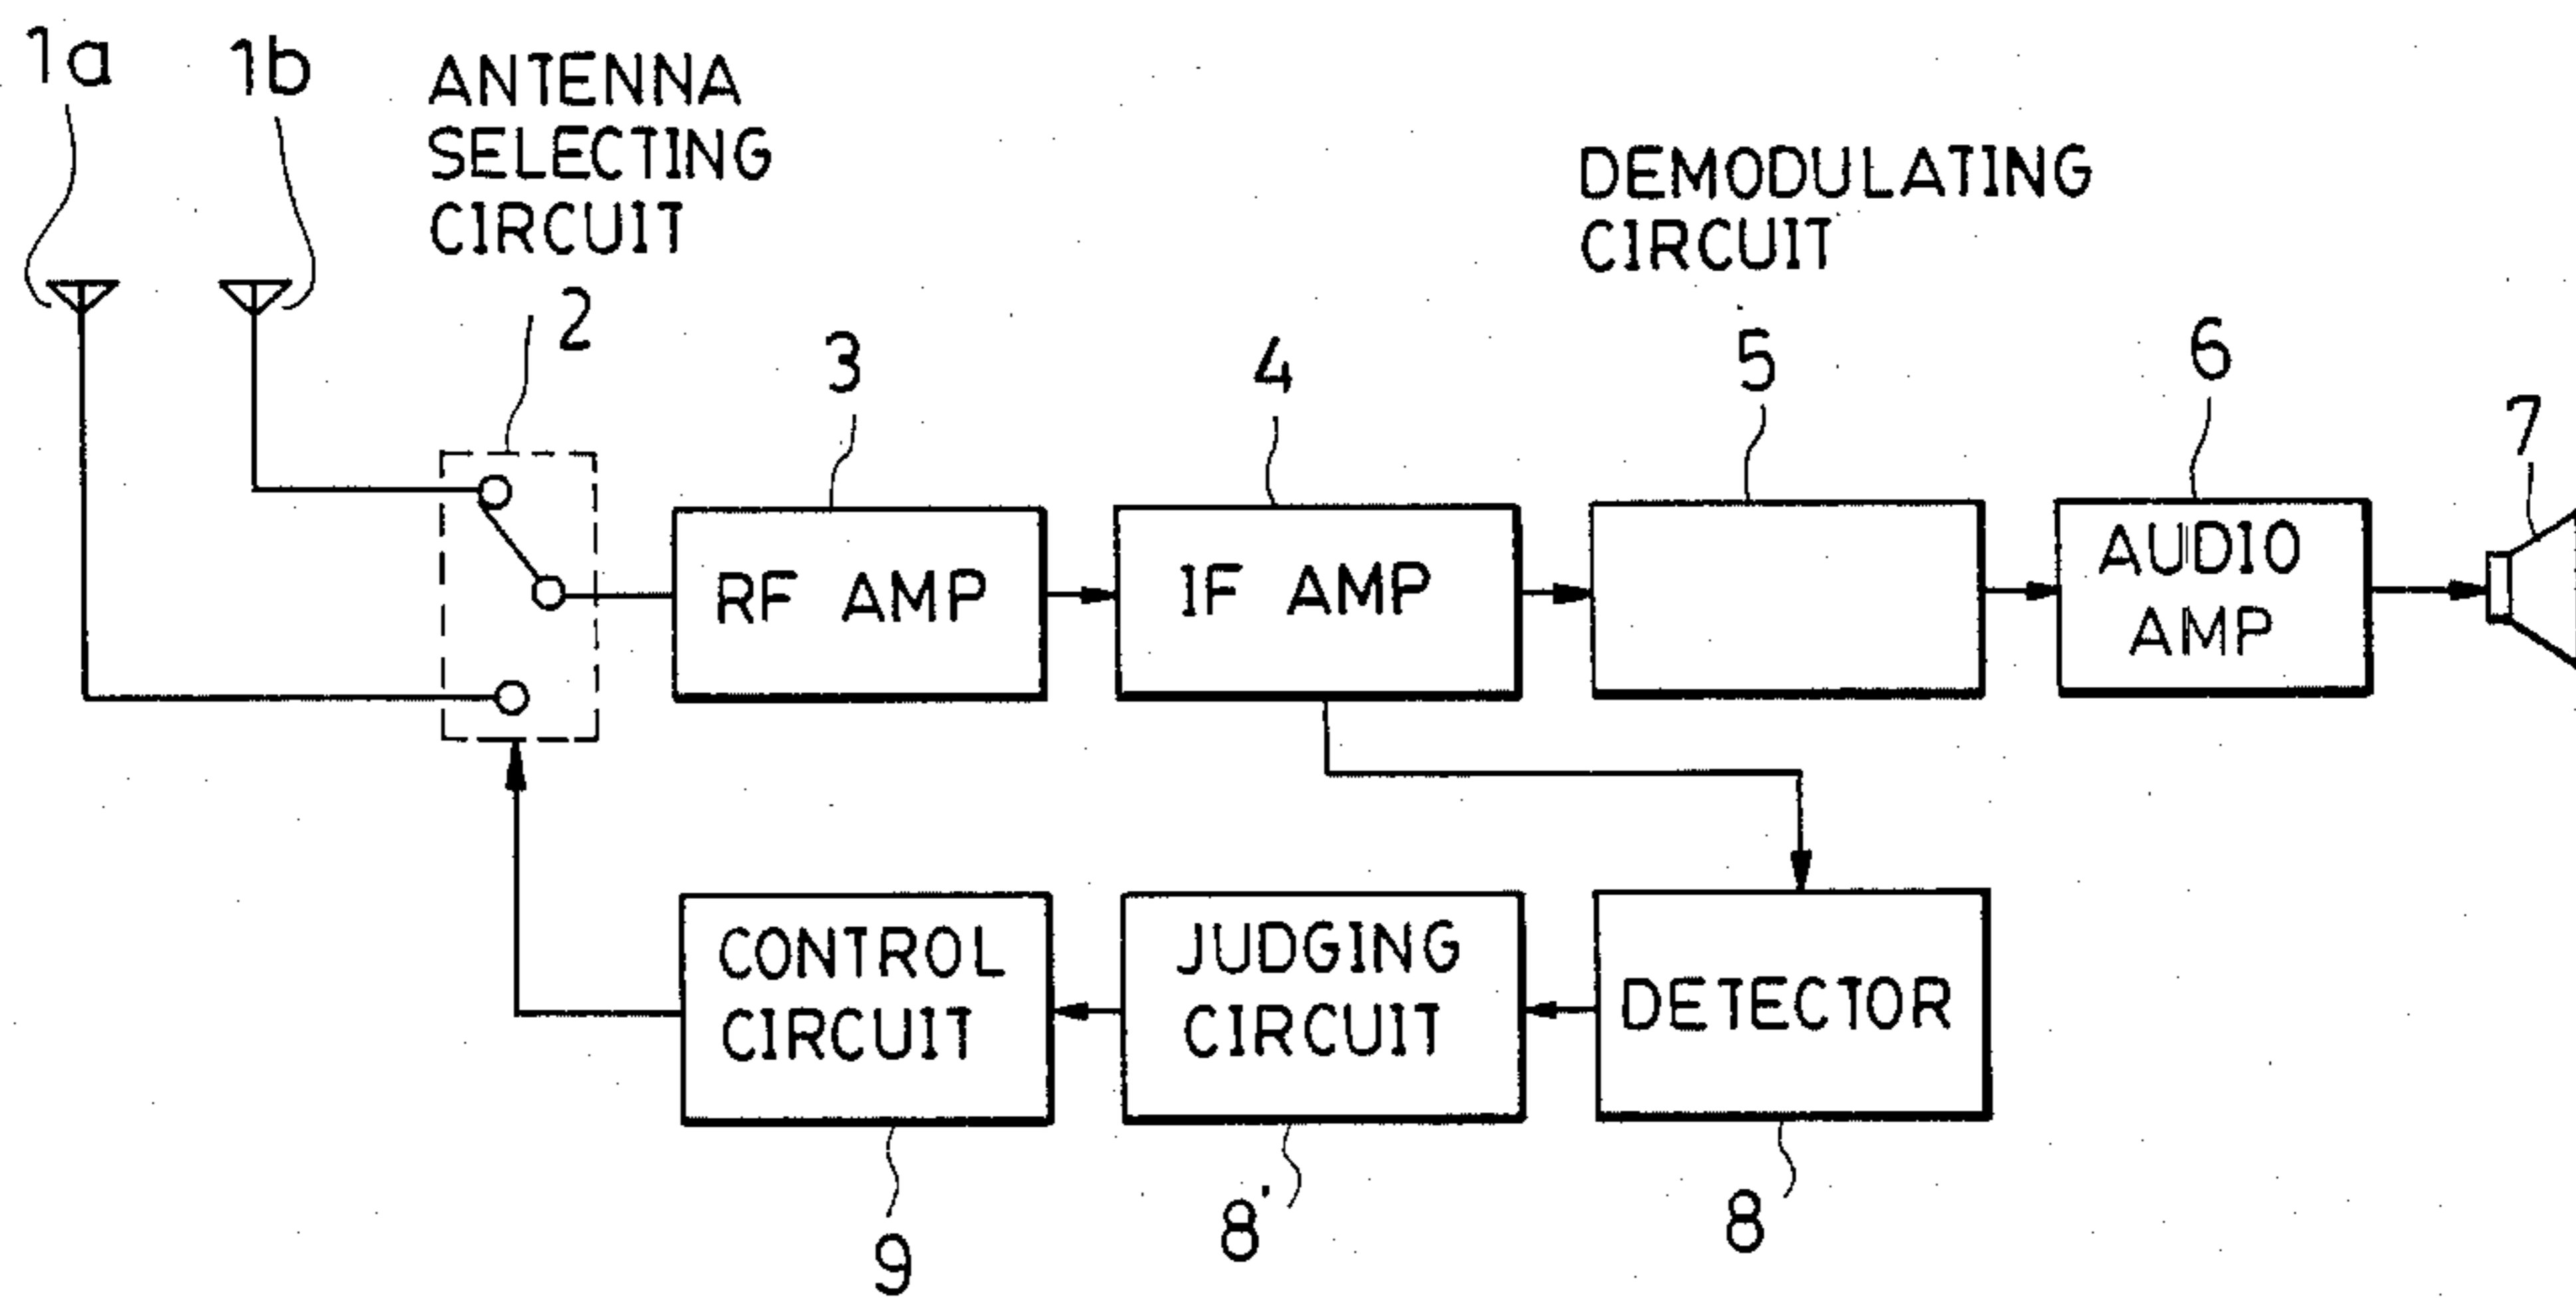 1a
1b
ANTENNA
SELECTING
CIRCUIT
2
3
4
DEMODULATING
CIRCUIT
5
6
7
RF AMP
IF AMP
AUDIO
AMP
CONTROL
CIRCUIT
JUDGING
CIRCUIT
DETECTOR
9
8'
8